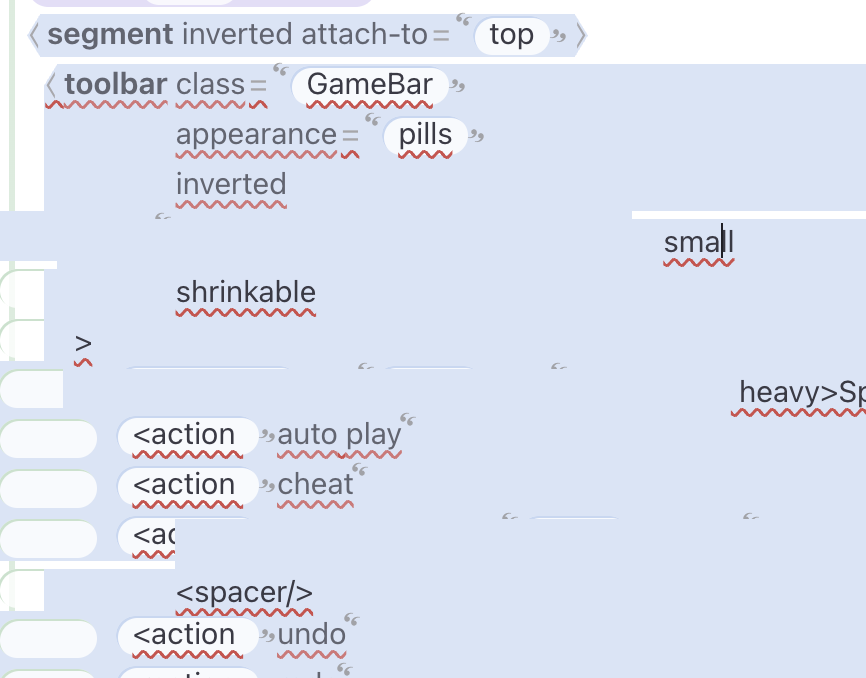 ⟨segment inverted attach-to=“top”⟩
⟨toolbar class=“GameBar”
appearance=“pills”
inverted
small
shrinkable
>
heavy>Sp
<action ”auto play“
<action ”cheat“
<ac
<spacer/>
<action ”undo“